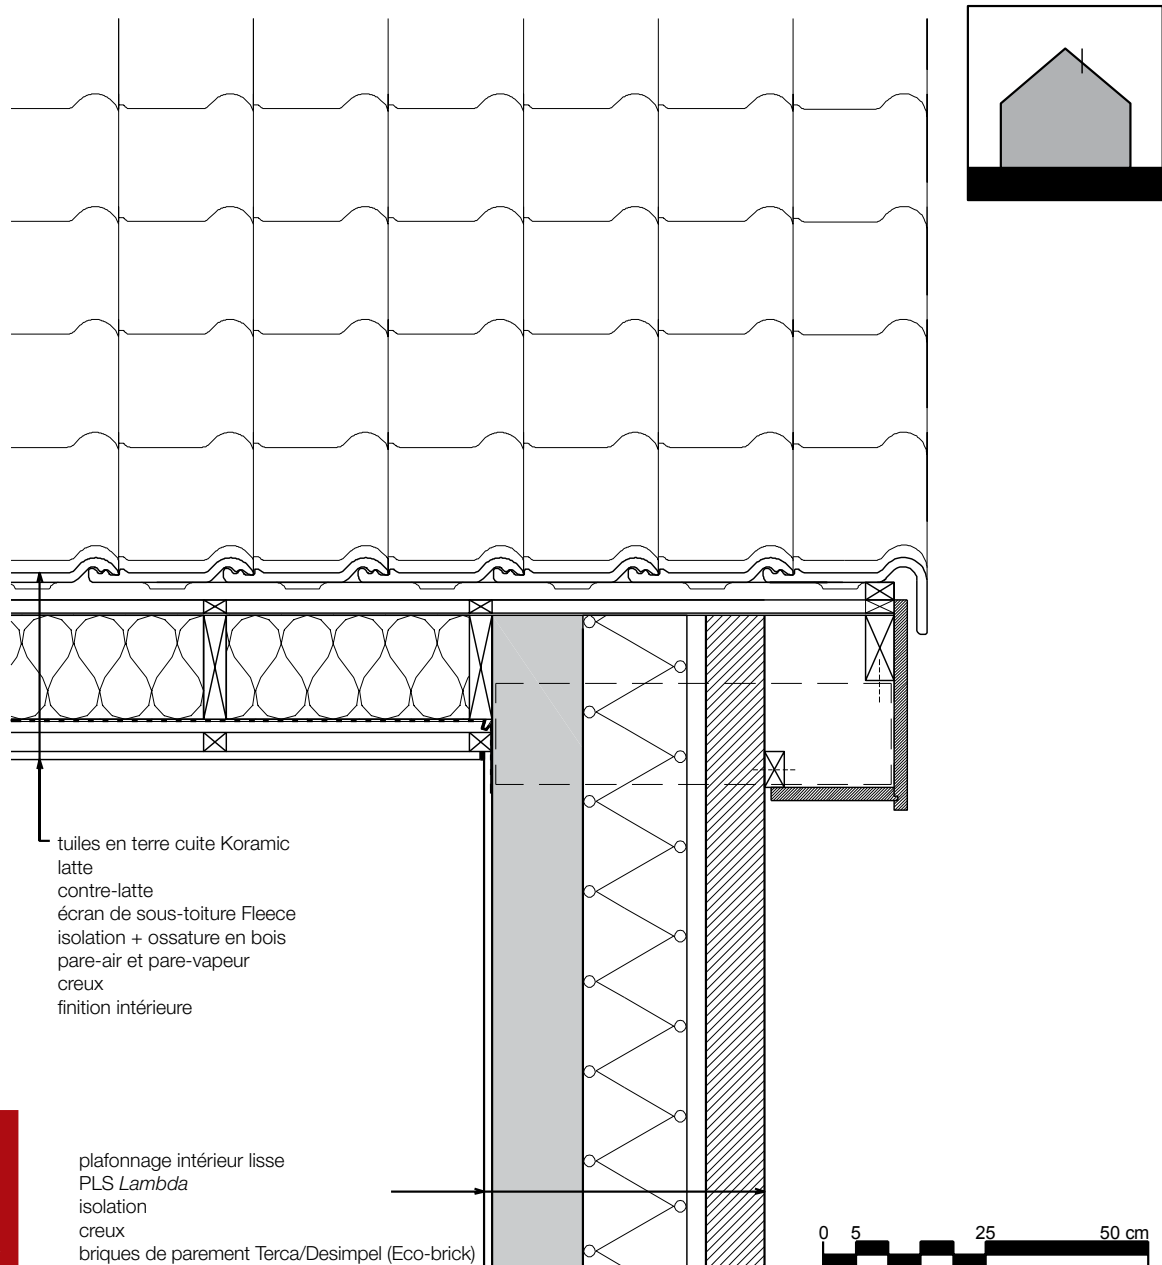 tuiles en terre cuite Koramic
latte
contre-latte
écran de sous-toiture Fleece
isolation + ossature en bois
pare-air et pare-vapeur
creux
finition intérieure
plafonnage intérieur lisse
PLS Lambda
isolation
creux
briques de parement Terca/Desimpel (Eco-brick)
0 5 25 50 cm